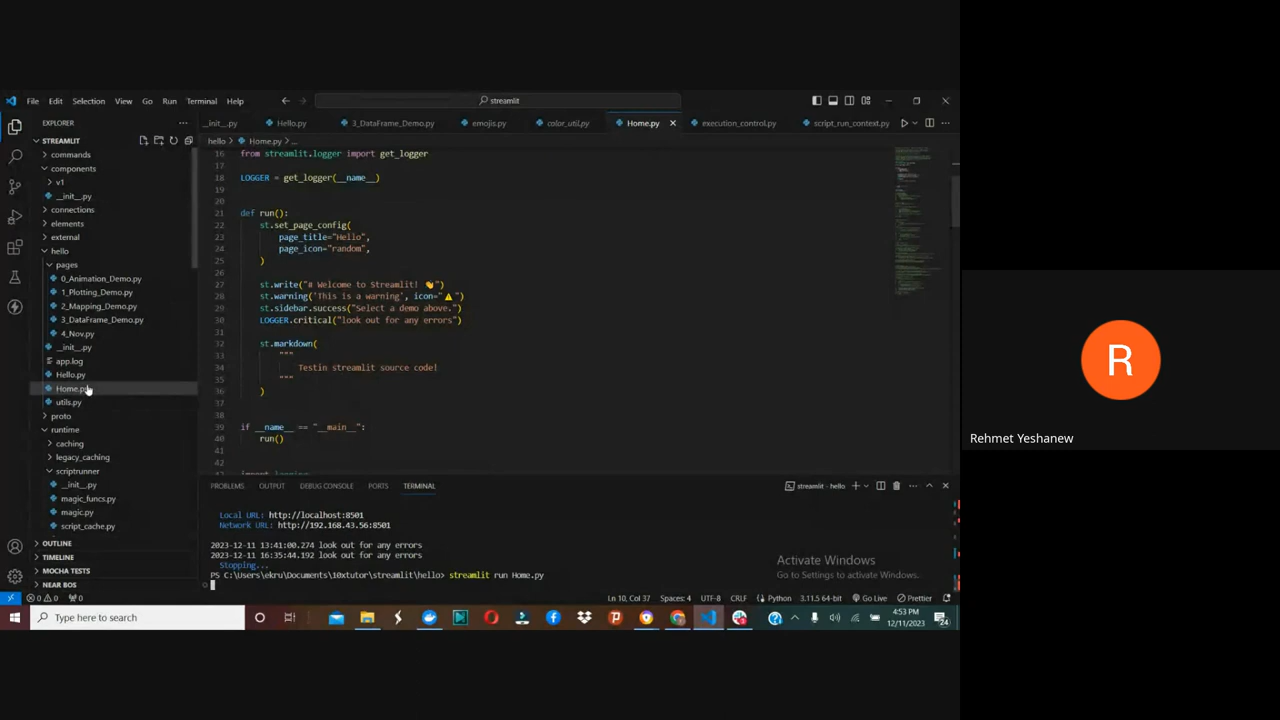 File Edit Selection View Go Run Terminal Help
streamlit
EXPLORER
STREAMLIT
commands
components
v1
__init__.py
connections
elements
external
hello
pages
0_Animation_Demo.py
1_Plotting_Demo.py
2_Mapping_Demo.py
3_DataFrame_Demo.py
4_Nov.py
__init__.py
app.log
Hello.py
Home.py
utils.py
proto
runtime
caching
legacy_caching
scriptrunner
__init__.py
magic_funcs.py
magic.py
script_cache.py
OUTLINE
TIMELINE
MOCHA TESTS
NEAR BOS
_init_.py Hello.py 3_DataFrame_Demo.py emojis.py color_util.py Home.py execution_control.py script_run_context.py
hello > Home.py > ...
16 from streamlit.logger import get_logger
17
18 LOGGER = get_logger(__name__)
19
20
21 def run():
22 st.set_page_config(
23 page_title="Hello",
24 page_icon="random",
25 )
26
27 st.write("# Welcome to Streamlit! 👋")
28 st.warning('This is a warning', icon="⚠️")
29 st.sidebar.success("Select a demo above.")
30 LOGGER.critical("look out for any errors")
31
32 st.markdown(
33 """
34 Testin streamlit source code!
35 """
36 )
37
38
39 if __name__ == "__main__":
40 run()
41
42
PROBLEMS OUTPUT DEBUG CONSOLE PORTS TERMINAL
streamlit - hello
Local URL: http://localhost:8501
Network URL: http://192.168.43.56:8501
2023-12-11 13:41:00.274 look out for any errors
2023-12-11 16:35:44.192 look out for any errors
Stopping...
PS C:\Users\ekru\Documents\10xtutor\streamlit\hello> streamlit run Home.py
Activate Windows
Go to Settings to activate Windows.
0 0 0 Ln 10, Col 37 Spaces: 4 UTF-8 CRLF Python 3.11.5 64-bit Go Live Prettier
Type here to search
4:53 PM
12/11/2023
24
R
Rehmet Yeshanew